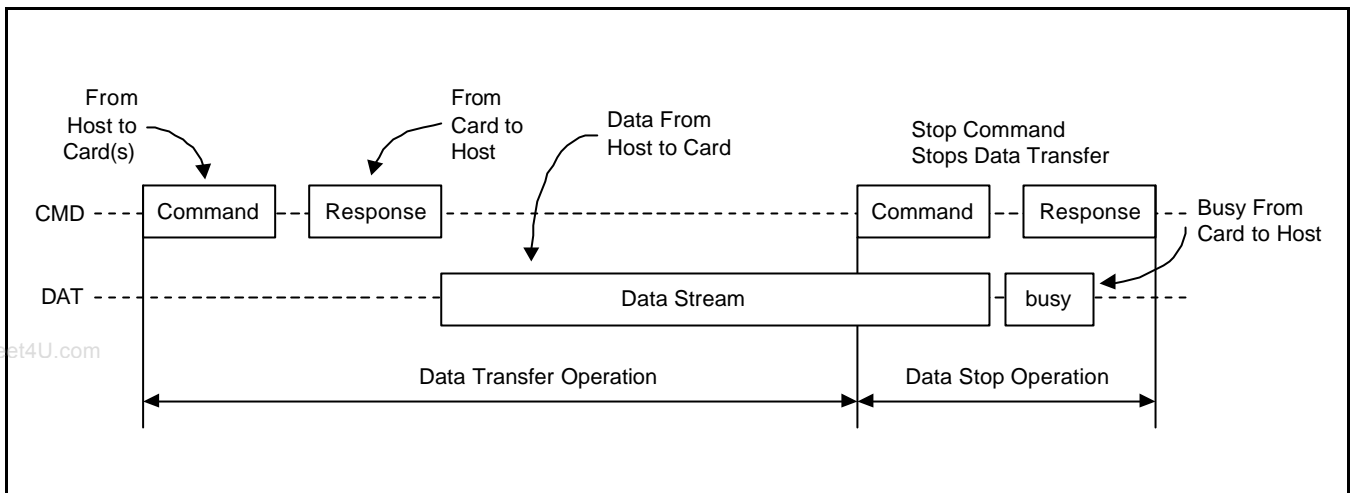 From
Host to
Card(s)
From
Card to
Host
Data From
Host to Card
Stop Command
Stops Data Transfer
CMD
Command
Response
Command
Response
Busy From
Card to Host
DAT
Data Stream
busy
eet4U.com
Data Transfer Operation
Data Stop Operation